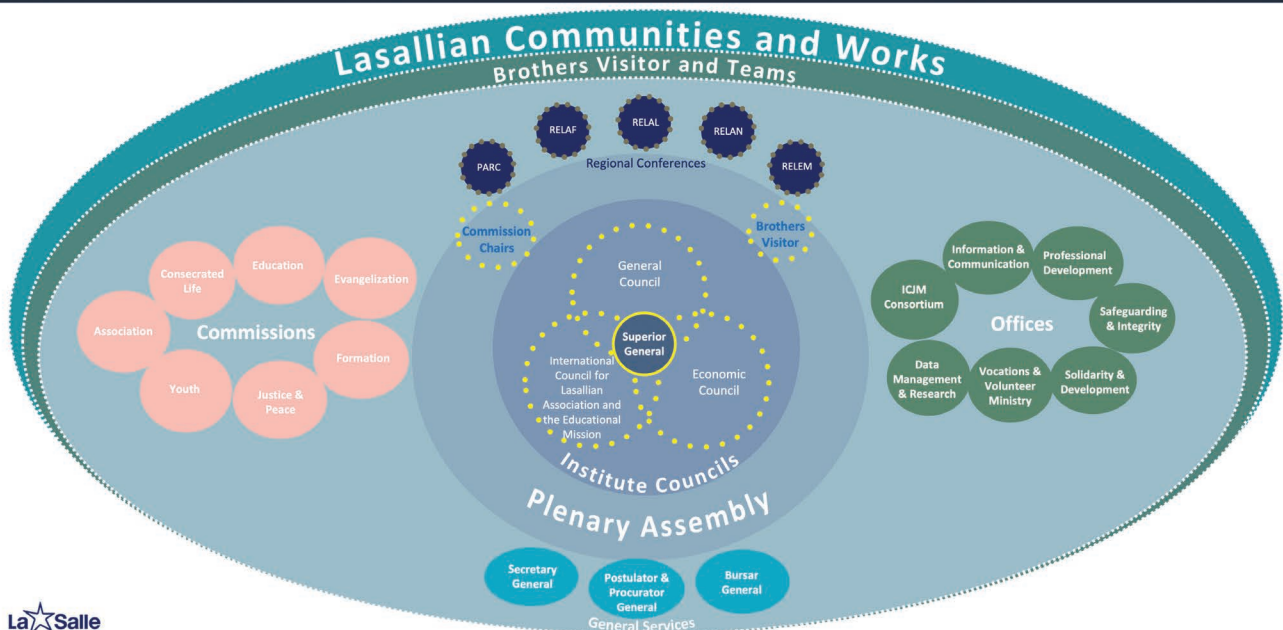 Lasallian Communities and Works
Brothers Visitor and Teams
RELAF
RELAL
RELAN
PARC
RELEM
Regional Conferences
Commission
Chairs
Brothers
Visitor
Consecrated
Life
Education
Evangelization
Association
Commissions
Formation
Youth
Justice &
Peace
General
Council
Superior
General
International
Council for
Lasallian
Association and
the Educational
Mission
Economic
Council
Institute Councils
Plenary Assembly
Information &
Communication
Professional
Development
ICJM
Consortium
Offices
Safeguarding
& Integrity
Data
Management
& Research
Vocations &
Volunteer
Ministry
Solidarity &
Development
Secretary
General
Postulator &
Procurator
General
Bursar
General
General Services
La Salle